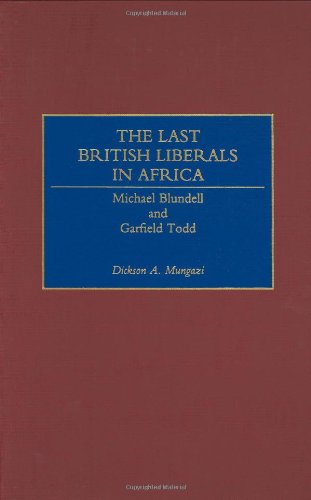 THE LAST
BRITISH LIBERALS
IN AFRICA
Michael Blundell
and
Garfield Todd
Dickson A. Mungazi